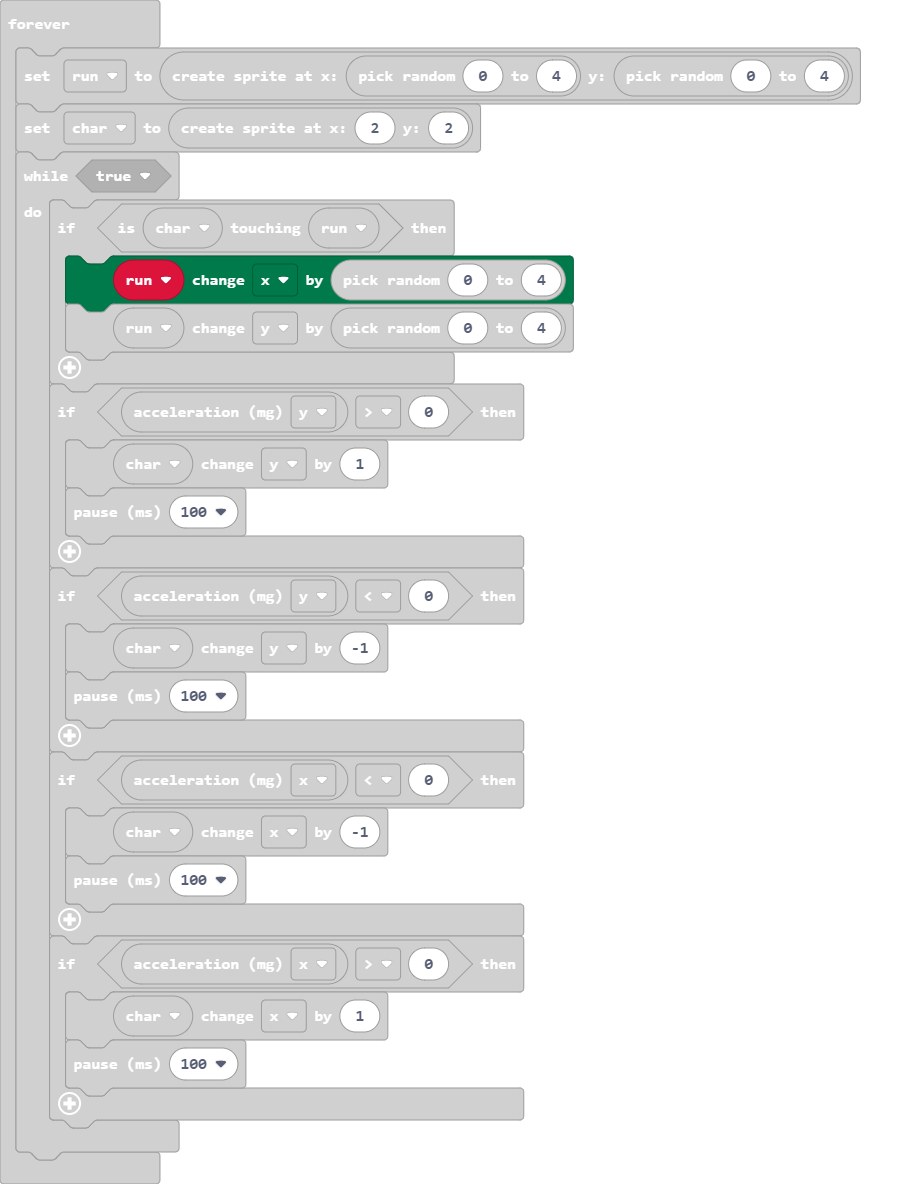 forever
set run to create sprite at x: pick random 0 to 4 y: pick random 0 to 4
set char to create sprite at x: 2 y: 2
while true
do if is char touching run then
run change x by pick random 0 to 4
run change y by pick random 0 to 4
if acceleration (mg) y > 0 then
char change y by 1
pause (ms) 100
if acceleration (mg) y < 0 then
char change y by -1
pause (ms) 100
if acceleration (mg) x < 0 then
char change x by -1
pause (ms) 100
if acceleration (mg) x > 0 then
char change x by 1
pause (ms) 100